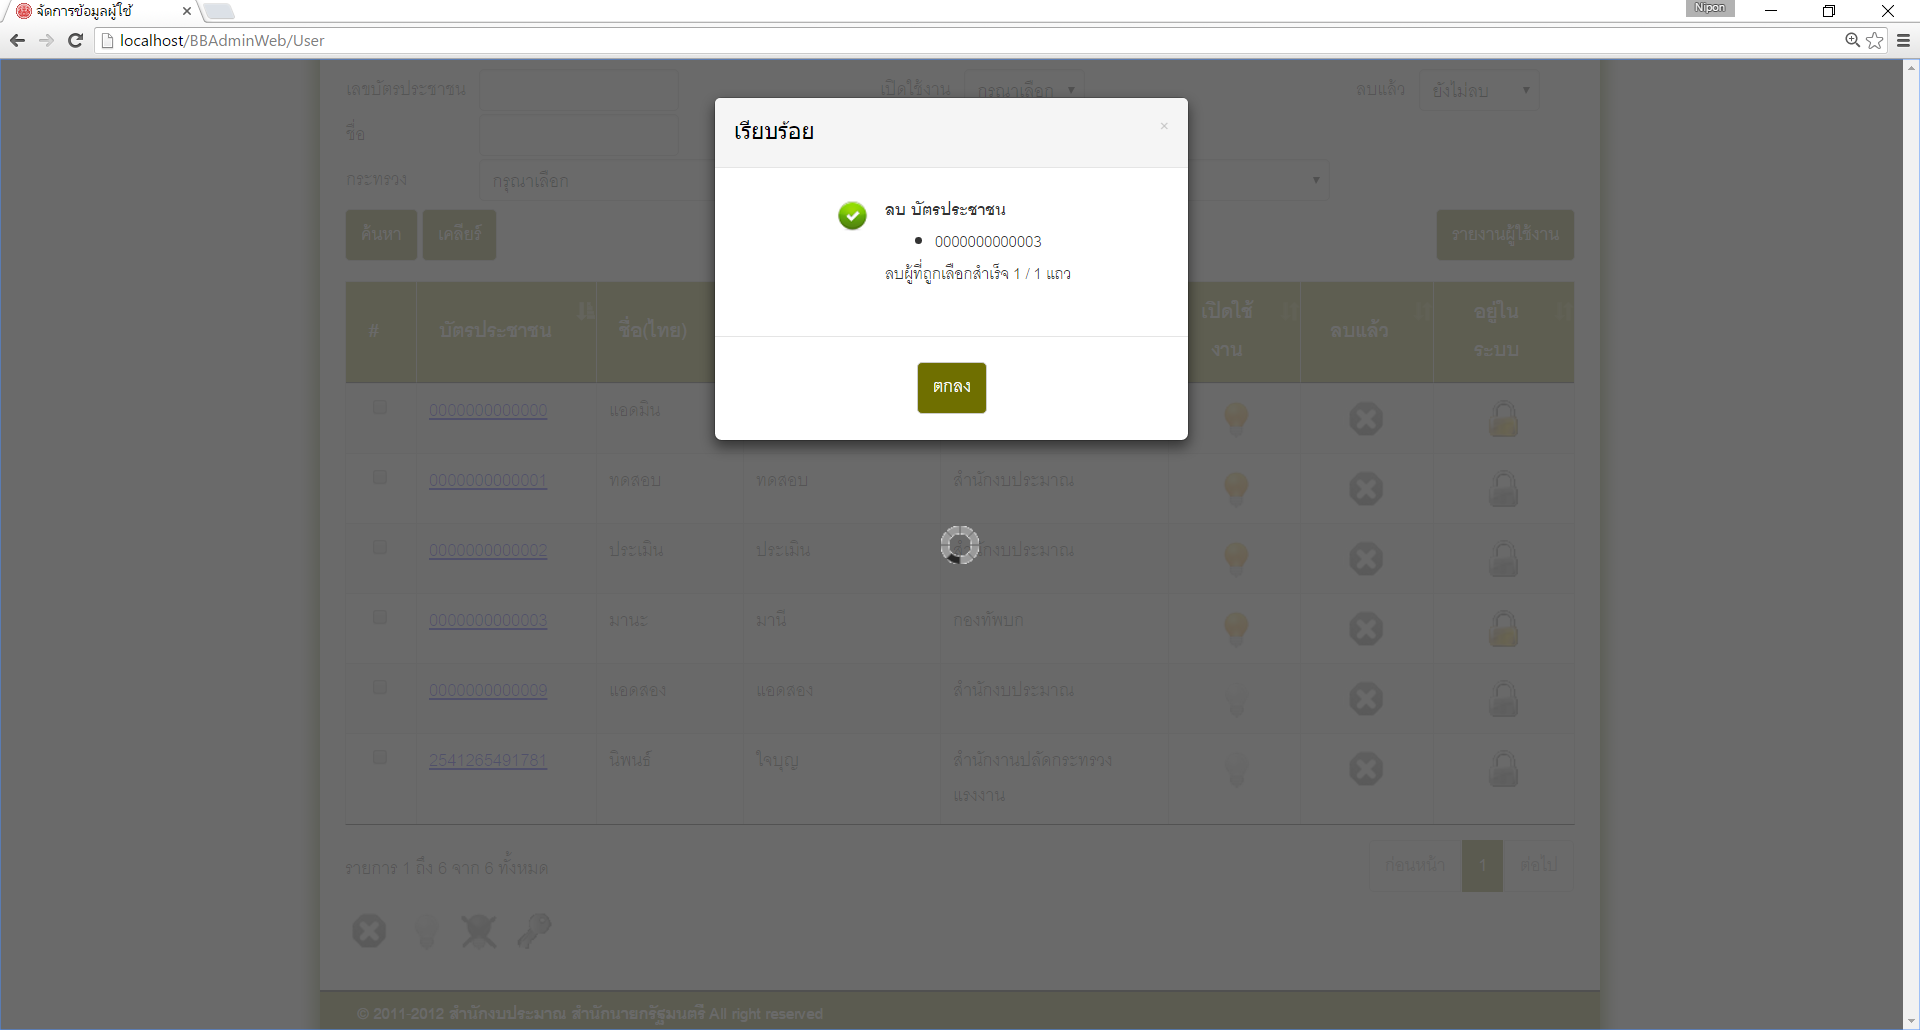 จัดการข้อมูลผู้ใช้
Nipon
localhost/BBAdminWeb/User
เลขบัตรประชาชน เปิดใช้งาน กรุณาเลือก ลบแล้ว ยังไม่ลบ
ชื่อ
กระทรวง กรุณาเลือก
ค้นหา เคลียร์ รายงานผู้ใช้งาน
เรียบร้อย ×
ลบ บัตรประชาชน
• 0000000000003
ลบผู้ที่ถูกเลือกสำเร็จ 1 / 1 แถว
ตกลง
# บัตรประชาชน ชื่อ(ไทย) เปิดใช้งาน ลบแล้ว อยู่ในระบบ
0000000000000 แอดมิน
0000000000001 ทดสอบ ทดสอบ สำนักงบประมาณ
0000000000002 ประเมิน ประเมิน สำนักงบประมาณ
0000000000003 มานะ มานี กองทัพบก
0000000000009 แอดสอง แอดสอง สำนักงบประมาณ
2541265491781 นิพนธ์ ใจบุญ สำนักงานปลัดกระทรวง
แรงงาน
รายการ 1 ถึง 6 จาก 6 ทั้งหมด ก่อนหน้า 1 ต่อไป
© 2011-2012 สำนักงบประมาณ สำนักนายกรัฐมนตรี All right reserved